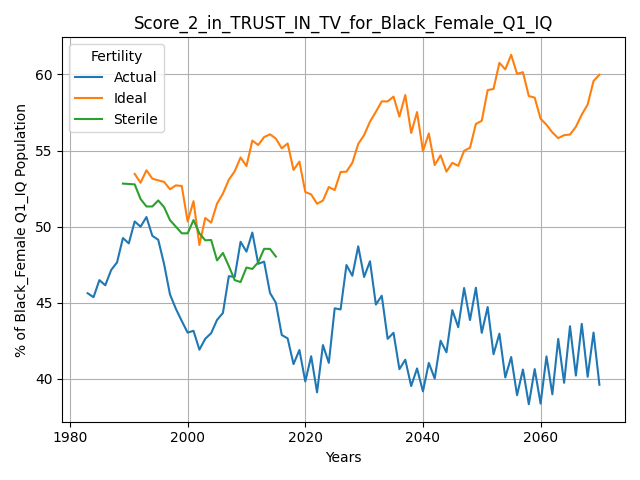 Score_2_in_TRUST_IN_TV_for_Black_Female_Q1_IQ
Fertility
Actual
Ideal
Sterile
% of Black_Female Q1_IQ Population
60
55
50
45
40
1980
2000
2020
2040
2060
Years